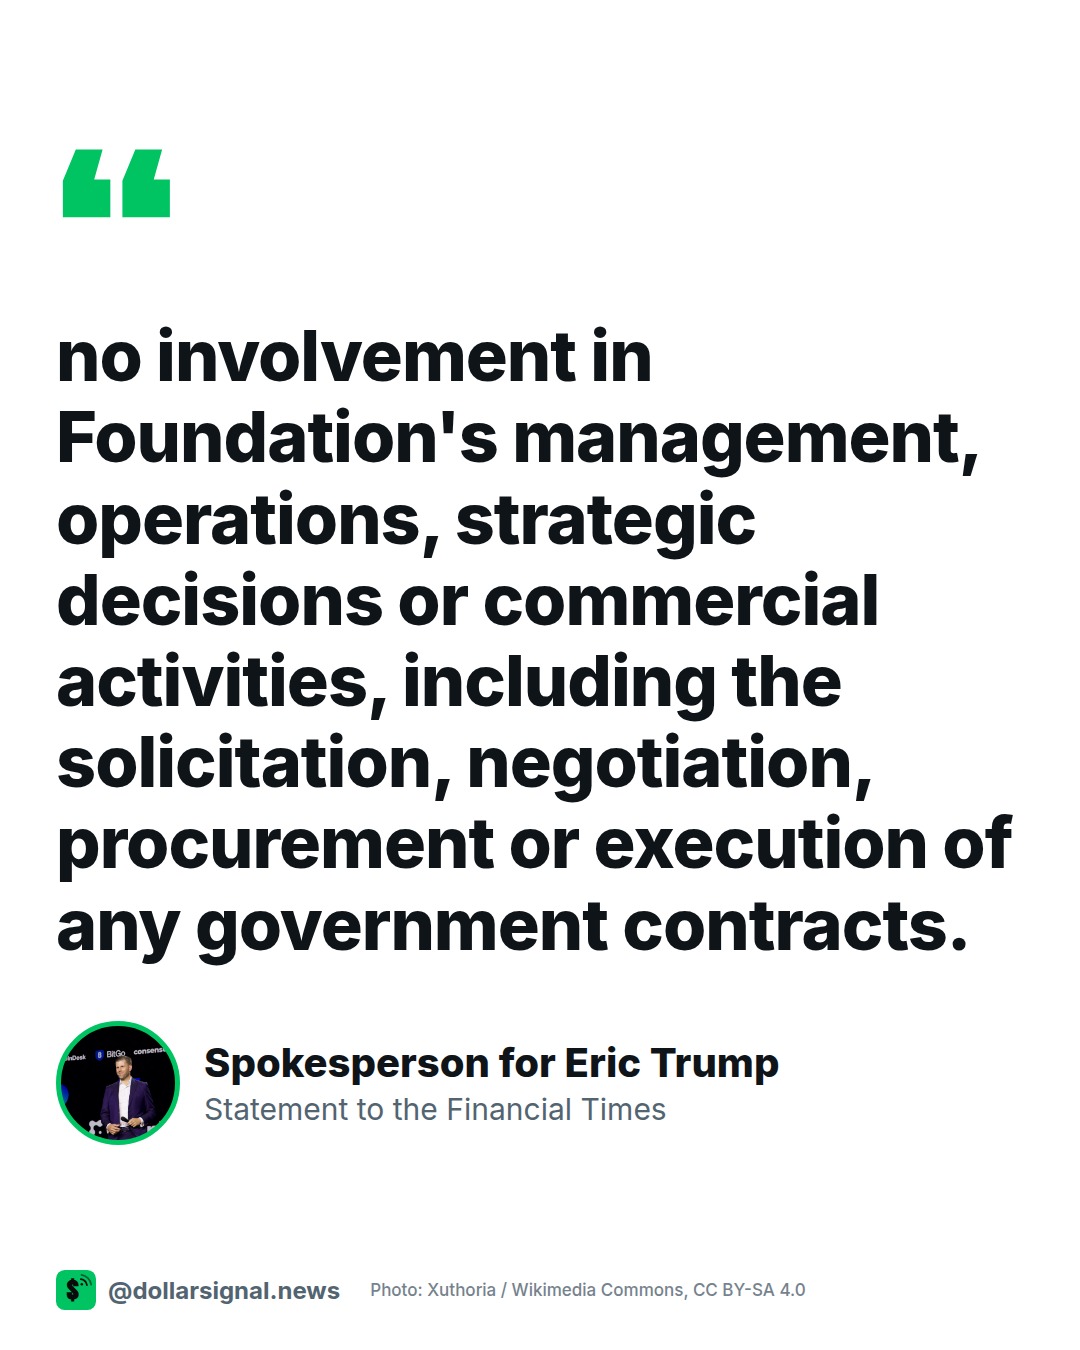 “
no involvement in
Foundation's management,
operations, strategic
decisions or commercial
activities, including the
solicitation, negotiation,
procurement or execution of
any government contracts.
BitGo
Spokesperson for Eric Trump
Statement to the Financial Times
$ @dollarsignal.news Photo: Xuthoria / Wikimedia Commons, CC BY-SA 4.0